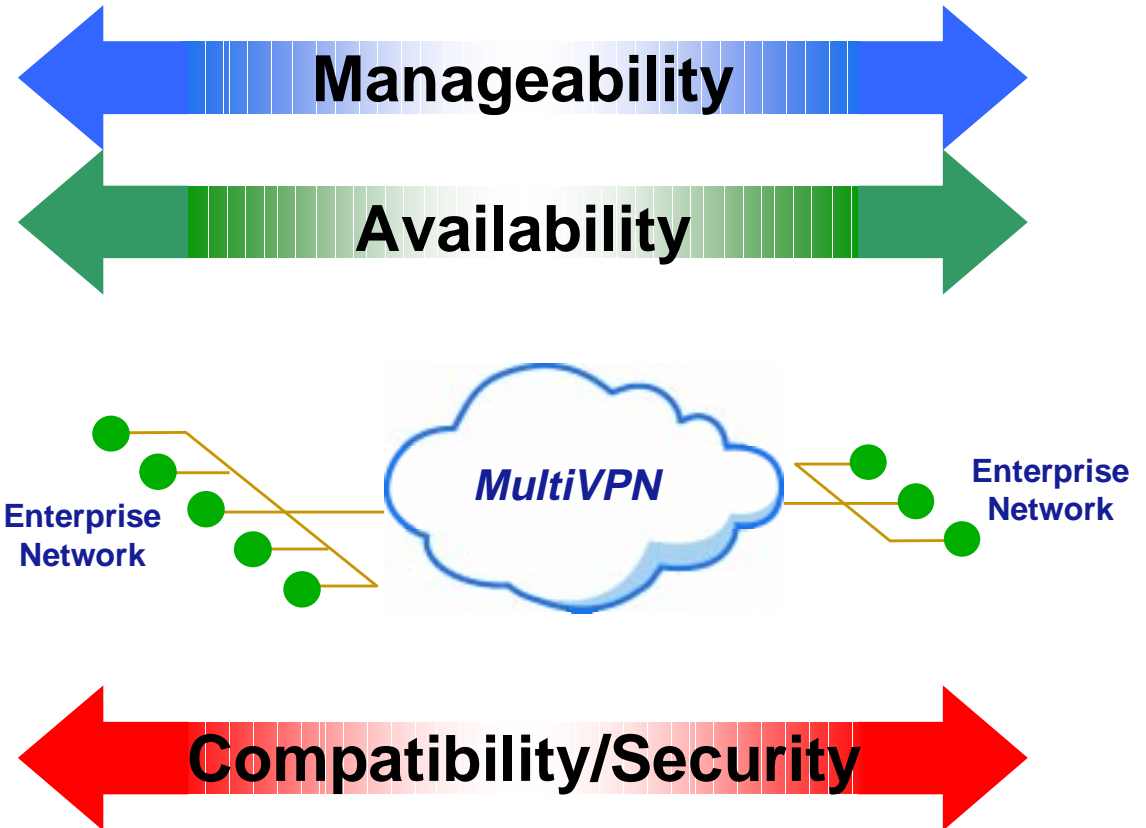 Manageability
Availability
MultiVPN
Enterprise
Network
Enterprise
Network
Compatibility/Security